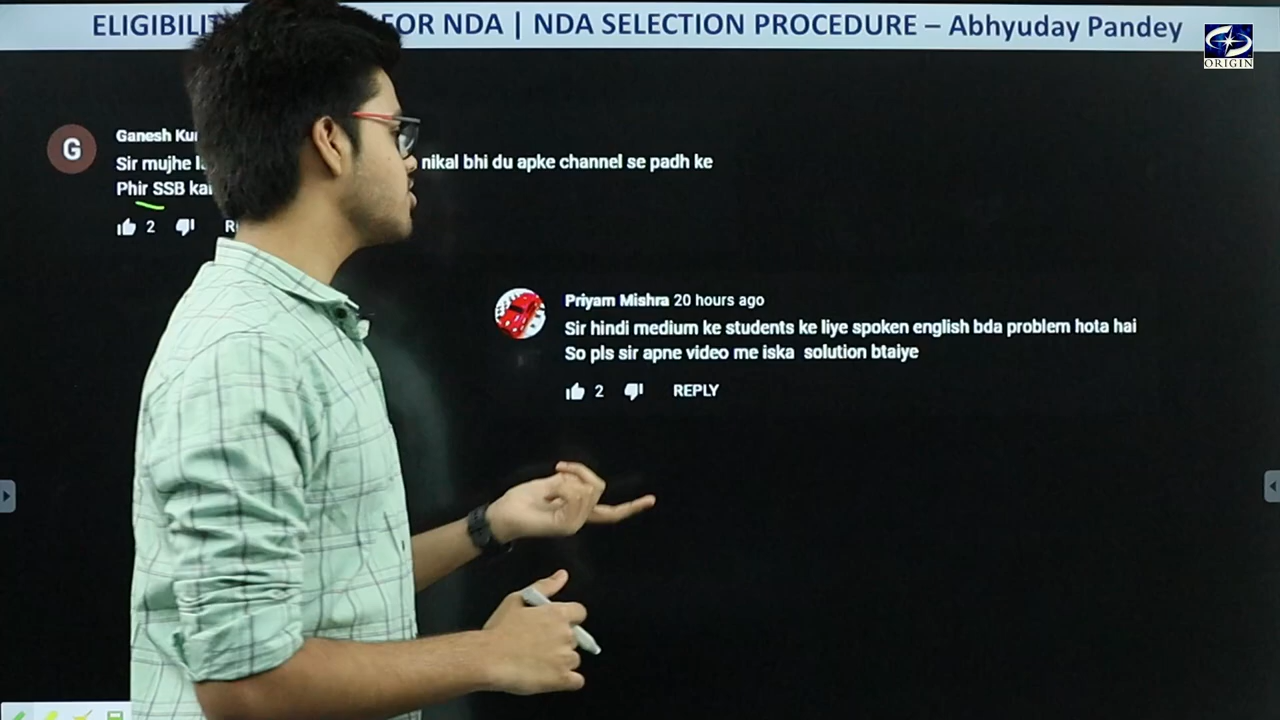 ELIGIBILI FOR NDA | NDA SELECTION PROCEDURE – Abhyuday Pandey
ORIGIN
G
Ganesh
Sir mujhe nikal bhi du apke channel se padh ke
Phir SSB
2
Priyam Mishra 20 hours ago
Sir hindi medium ke students ke liye spoken english bda problem hota hai
So pls sir apne video me iska solution btaiye
2 REPLY